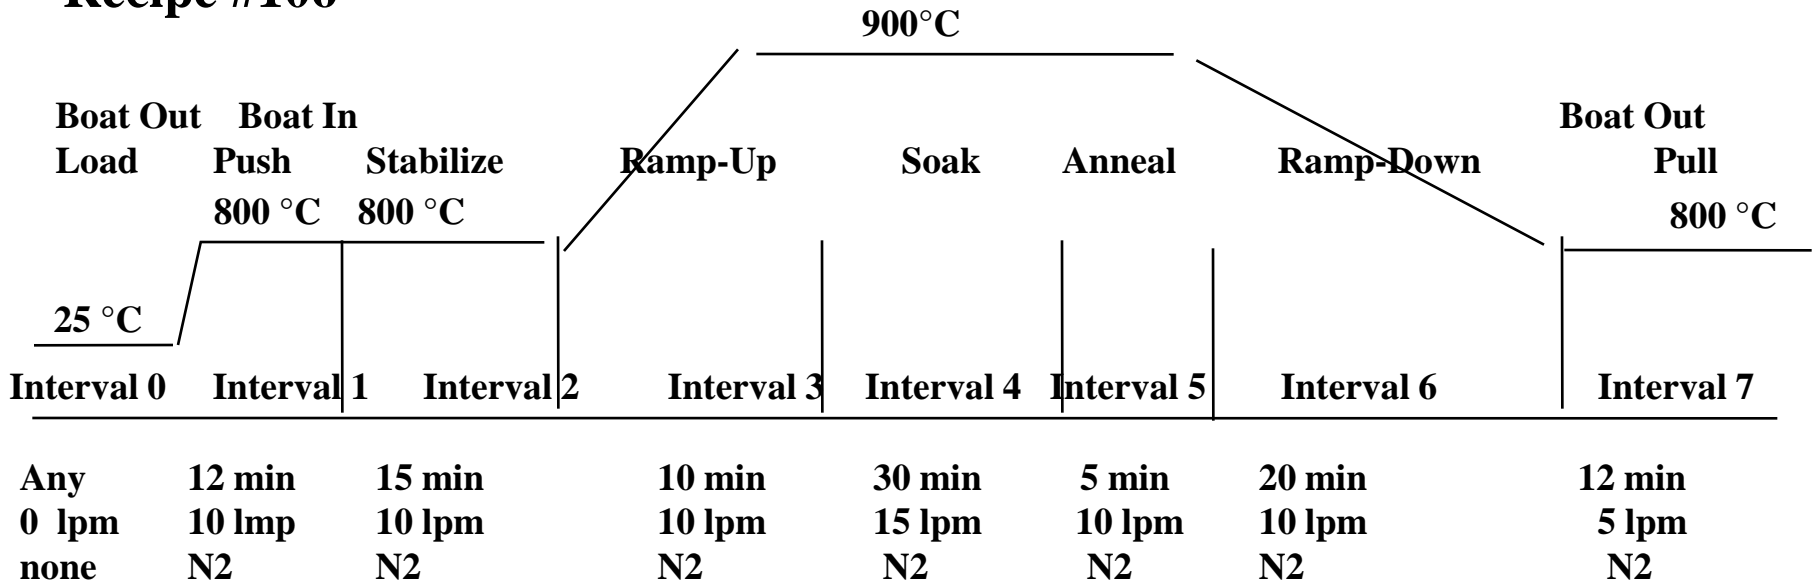 Recipe #106
900°C
Boat Out Boat In Boat Out
Load Push Stabilize Ramp-Up Soak Anneal Ramp-Down Pull
800 °C 800 °C 800 °C
25 °C
Interval 0 Interval 1 Interval 2 Interval 3 Interval 4 Interval 5 Interval 6 Interval 7
Any 12 min 15 min 10 min 30 min 5 min 20 min 12 min
0 lpm 10 lmp 10 lpm 10 lpm 15 lpm 10 lpm 10 lpm 5 lpm
none N2 N2 N2 N2 N2 N2 N2